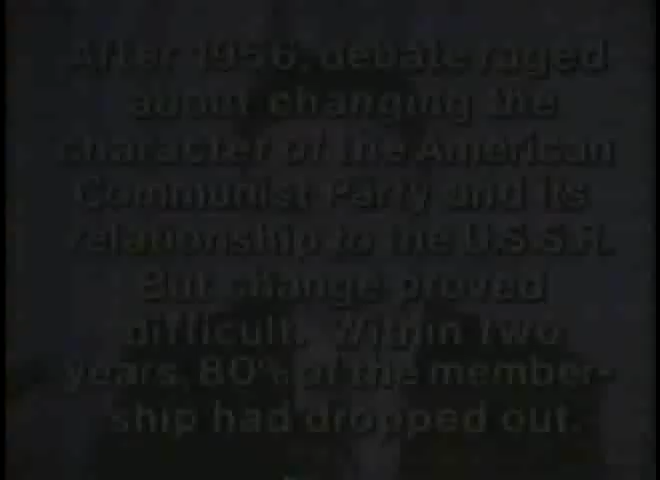 After 1956, debate raged
about changing the
character of the American
Communist Party and its
relationship to the U.S.S.R.
But change proved
difficult. Within two
years, 80% of the member-
ship had dropped out.